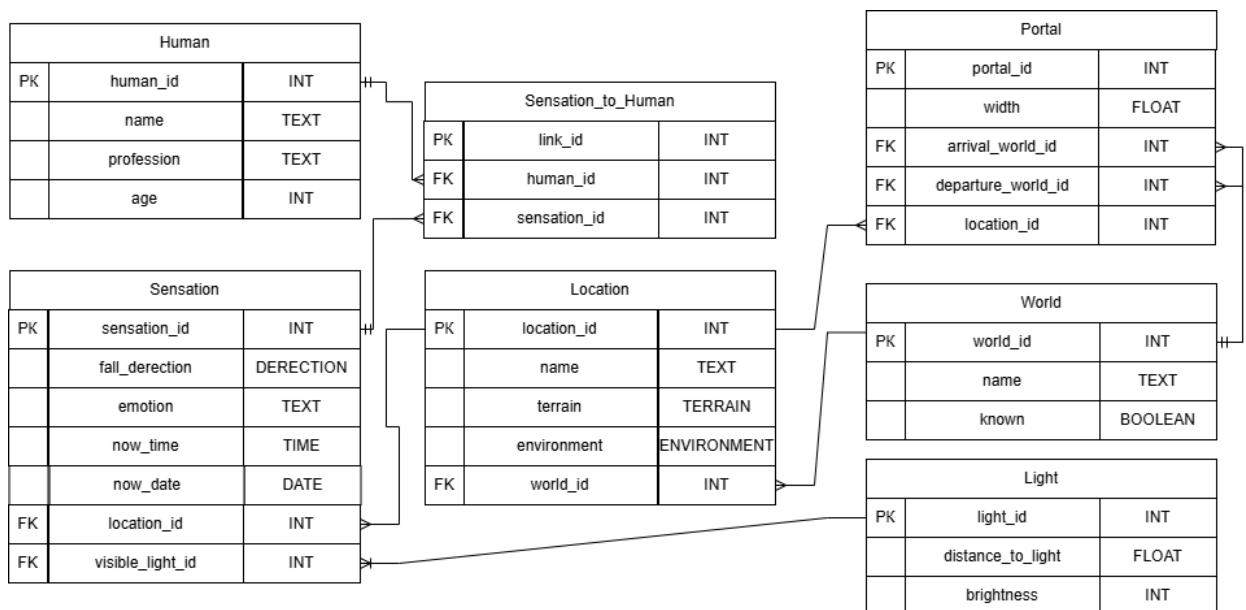 Human
PK human_id INT
name TEXT
profession TEXT
age INT
Sensation_to_Human
PK link_id INT
FK human_id INT
FK sensation_id INT
Portal
PK portal_id INT
width FLOAT
FK arrival_world_id INT
FK departure_world_id INT
FK location_id INT
Sensation
PK sensation_id INT
fall_derection DERECTION
emotion TEXT
now_time TIME
now_date DATE
FK location_id INT
FK visible_light_id INT
Location
PK location_id INT
name TEXT
terrain TERRAIN
environment ENVIRONMENT
FK world_id INT
World
PK world_id INT
name TEXT
known BOOLEAN
Light
PK light_id INT
distance_to_light FLOAT
brightness INT